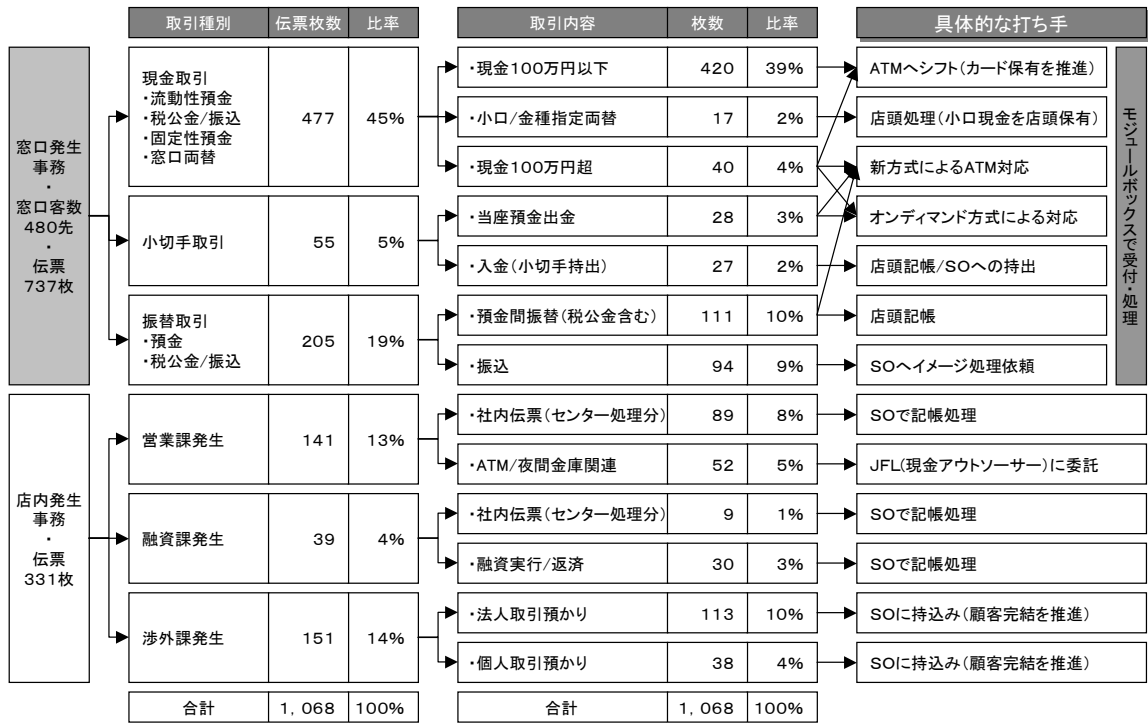 取引種別 伝票枚数 比率 取引内容 枚数 比率 具体的な打ち手
窓口発生
事務
・
窓口客数
480先
・
伝票
737枚
現金取引
・流動性預金
・税公金/振込
・固定性預金
・窓口両替
477 45%
・現金100万円以下 420 39% ATMへシフト(カード保有を推進)
・小口/金種指定両替 17 2% 店頭処理(小口現金を店頭保有)
・現金100万円超 40 4% 新方式によるATM対応
小切手取引 55 5%
・当座預金出金 28 3% オンディマンド方式による対応
・入金(小切手持出) 27 2% 店頭記帳/SOへの持出
振替取引
・預金
・税公金/振込
205 19%
・預金間振替(税公金含む) 111 10% 店頭記帳
・振込 94 9% SOへイメージ処理依頼
モジュールボックスで受付・処理
店内発生
事務
・
伝票
331枚
営業課発生 141 13%
・社内伝票(センター処理分) 89 8% SOで記帳処理
・ATM/夜間金庫関連 52 5% JFL(現金アウトソーサー)に委託
融資課発生 39 4%
・社内伝票(センター処理分) 9 1% SOで記帳処理
・融資実行/返済 30 3% SOで記帳処理
渉外課発生 151 14%
・法人取引預かり 113 10% SOに持込み(顧客完結を推進)
・個人取引預かり 38 4% SOに持込み(顧客完結を推進)
合計 1,068 100% 合計 1,068 100%